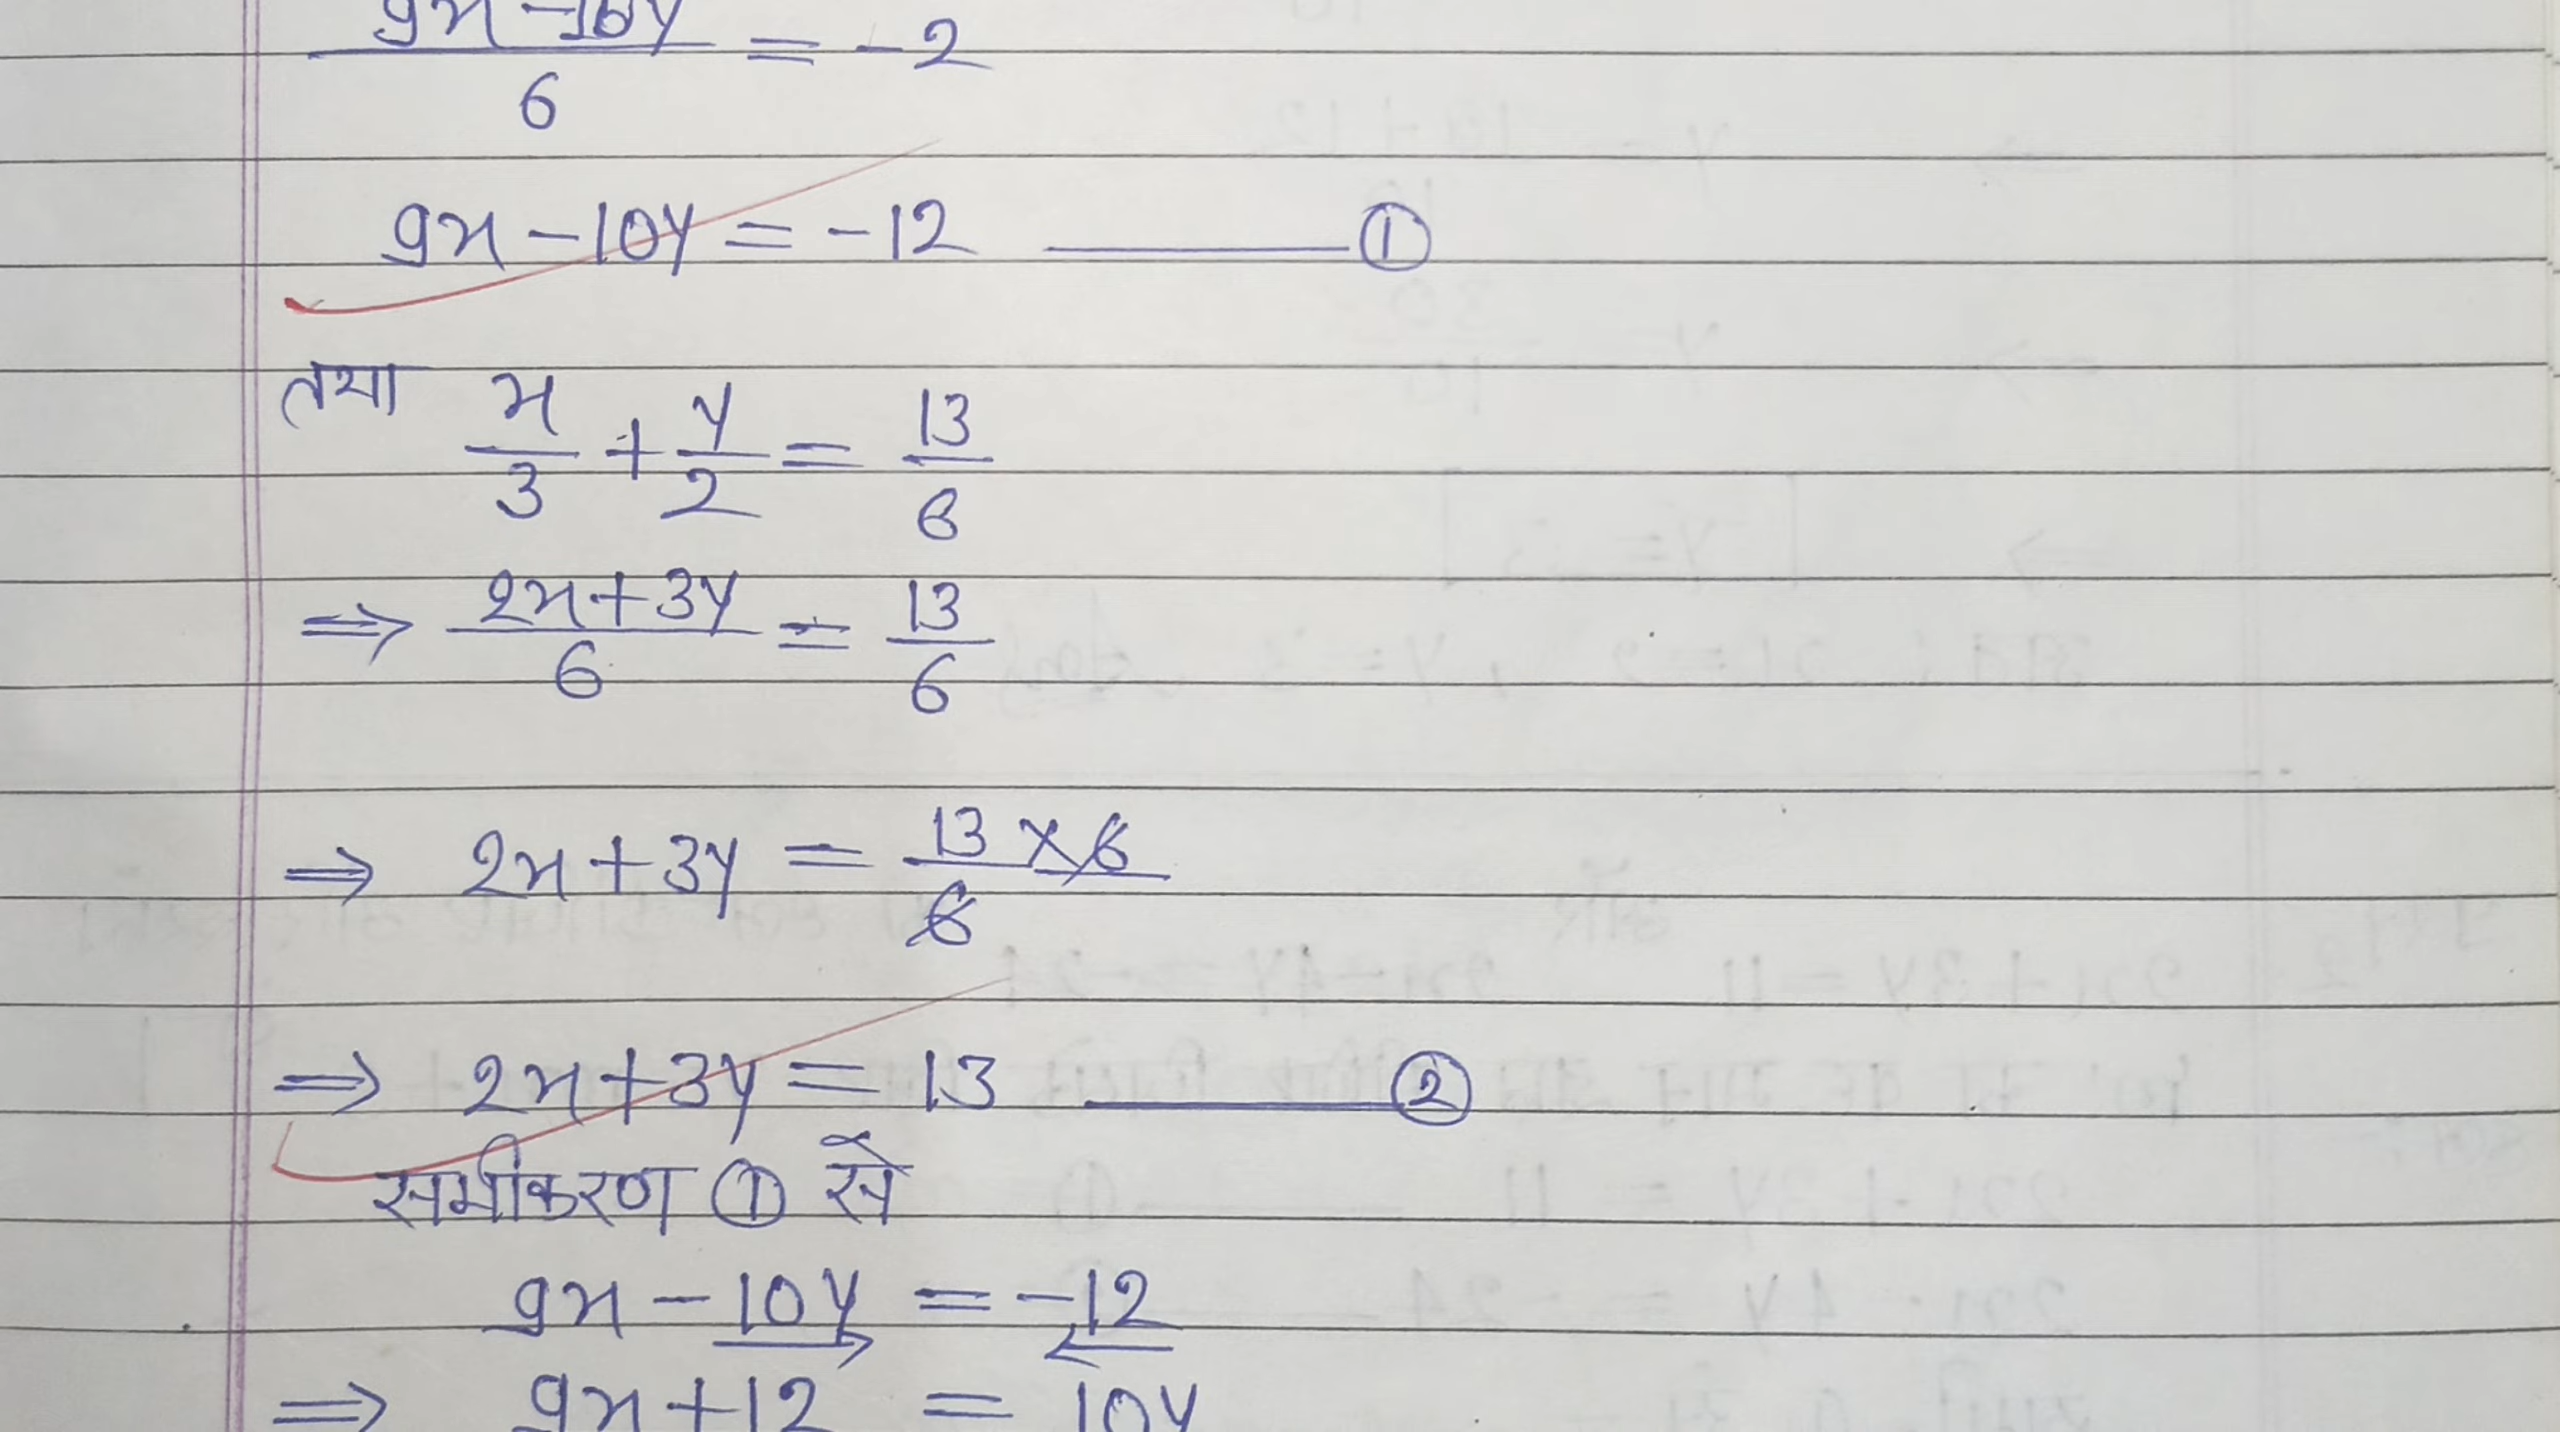 9x-10y/6 = -2
9x-10y = -12 ——— ①
तथा x/3 + y/2 = 13/6
⇒ 2x+3y/6 = 13/6
⇒ 2x+3y = 13×6/6
⇒ 2x+3y = 13 ——— ②
समीकरण ① से
9x - 10y = -12
⇒ 9x+12 = 10y